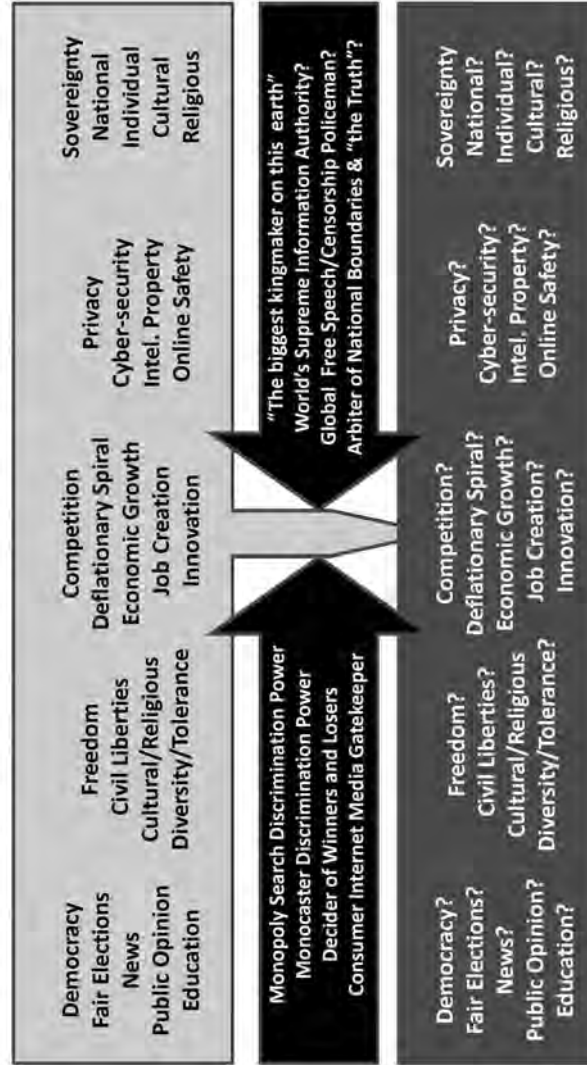 Democracy
Fair Elections
News
Public Opinion
Education
Freedom
Civil Liberties
Cultural/Religious
Diversity/Tolerance
Competition
Deflationary Spiral
Economic Growth
Job Creation
Innovation
Privacy
Cyber-security
Intel. Property
Online Safety
Sovereignty
National
Individual
Cultural
Religious
Monopoly Search Discrimination Power
Monocaster Discrimination Power
Decider of Winners and Losers
Consumer Internet Media Gatekeeper
“The biggest kingmaker on this earth”
World’s Supreme Information Authority?
Global Free Speech/Censorship Policeman?
Arbiter of National Boundaries & “the Truth”?
Democracy?
Fair Elections?
News?
Public Opinion?
Education?
Freedom?
Civil Liberties?
Cultural/Religious
Diversity/Tolerance?
Competition?
Deflationary Spiral?
Economic Growth?
Job Creation?
Innovation?
Privacy?
Cyber-security?
Intel. Property?
Online Safety?
Sovereignty
National?
Individual?
Cultural?
Religious?